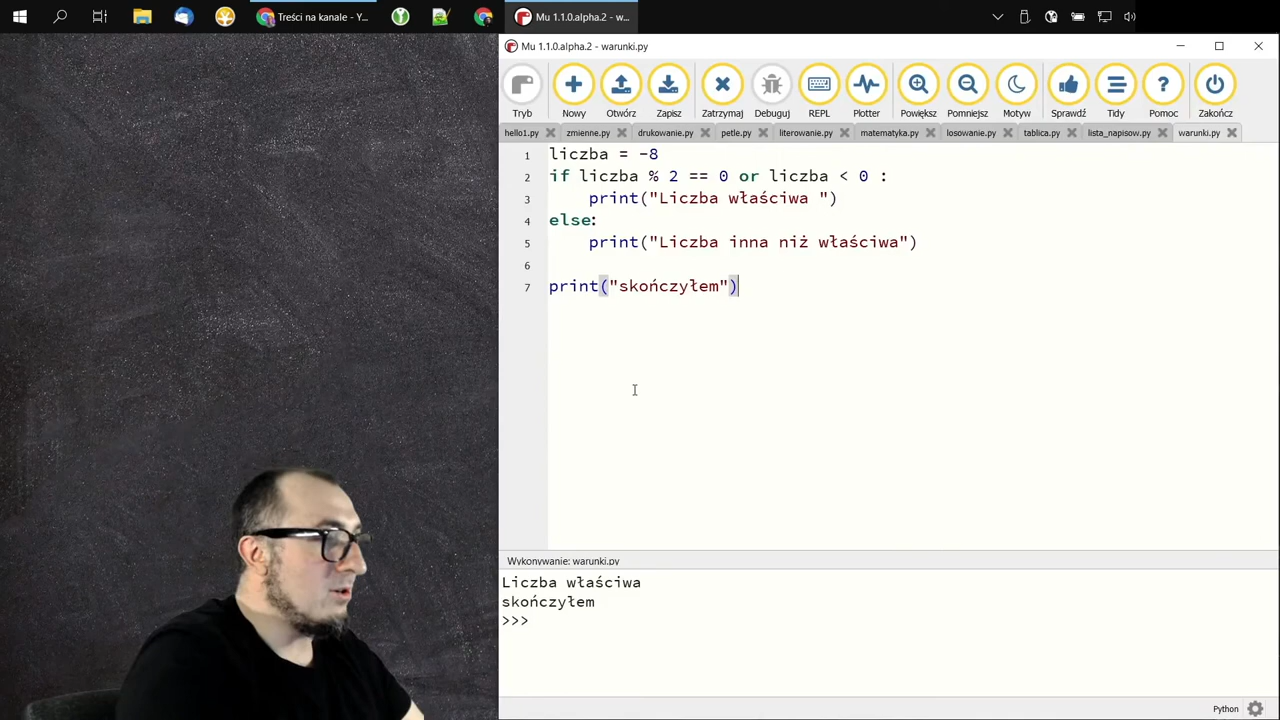 Treści na kanale - Y...
Mu 1.1.0.alpha.2 - w...
Mu 1.1.0.alpha.2 - warunki.py
Tryb Nowy Otwórz Zapisz Zatrzymaj Debuguj REPL Plotter Powiększ Pomniejsz Motyw Sprawdź Tidy Pomoc Zakończ
hello1.py zmienne.py drukowanie.py petle.py literowanie.py matematyka.py losowanie.py tablica.py lista_napisow.py warunki.py
1 liczba = -8
2 if liczba % 2 == 0 or liczba < 0 :
3 print("Liczba właściwa ")
4 else:
5 print("Liczba inna niż właściwa")
6
7 print("skończyłem")
Wykonywanie: warunki.py
Liczba właściwa
skończyłem
>>>
Python